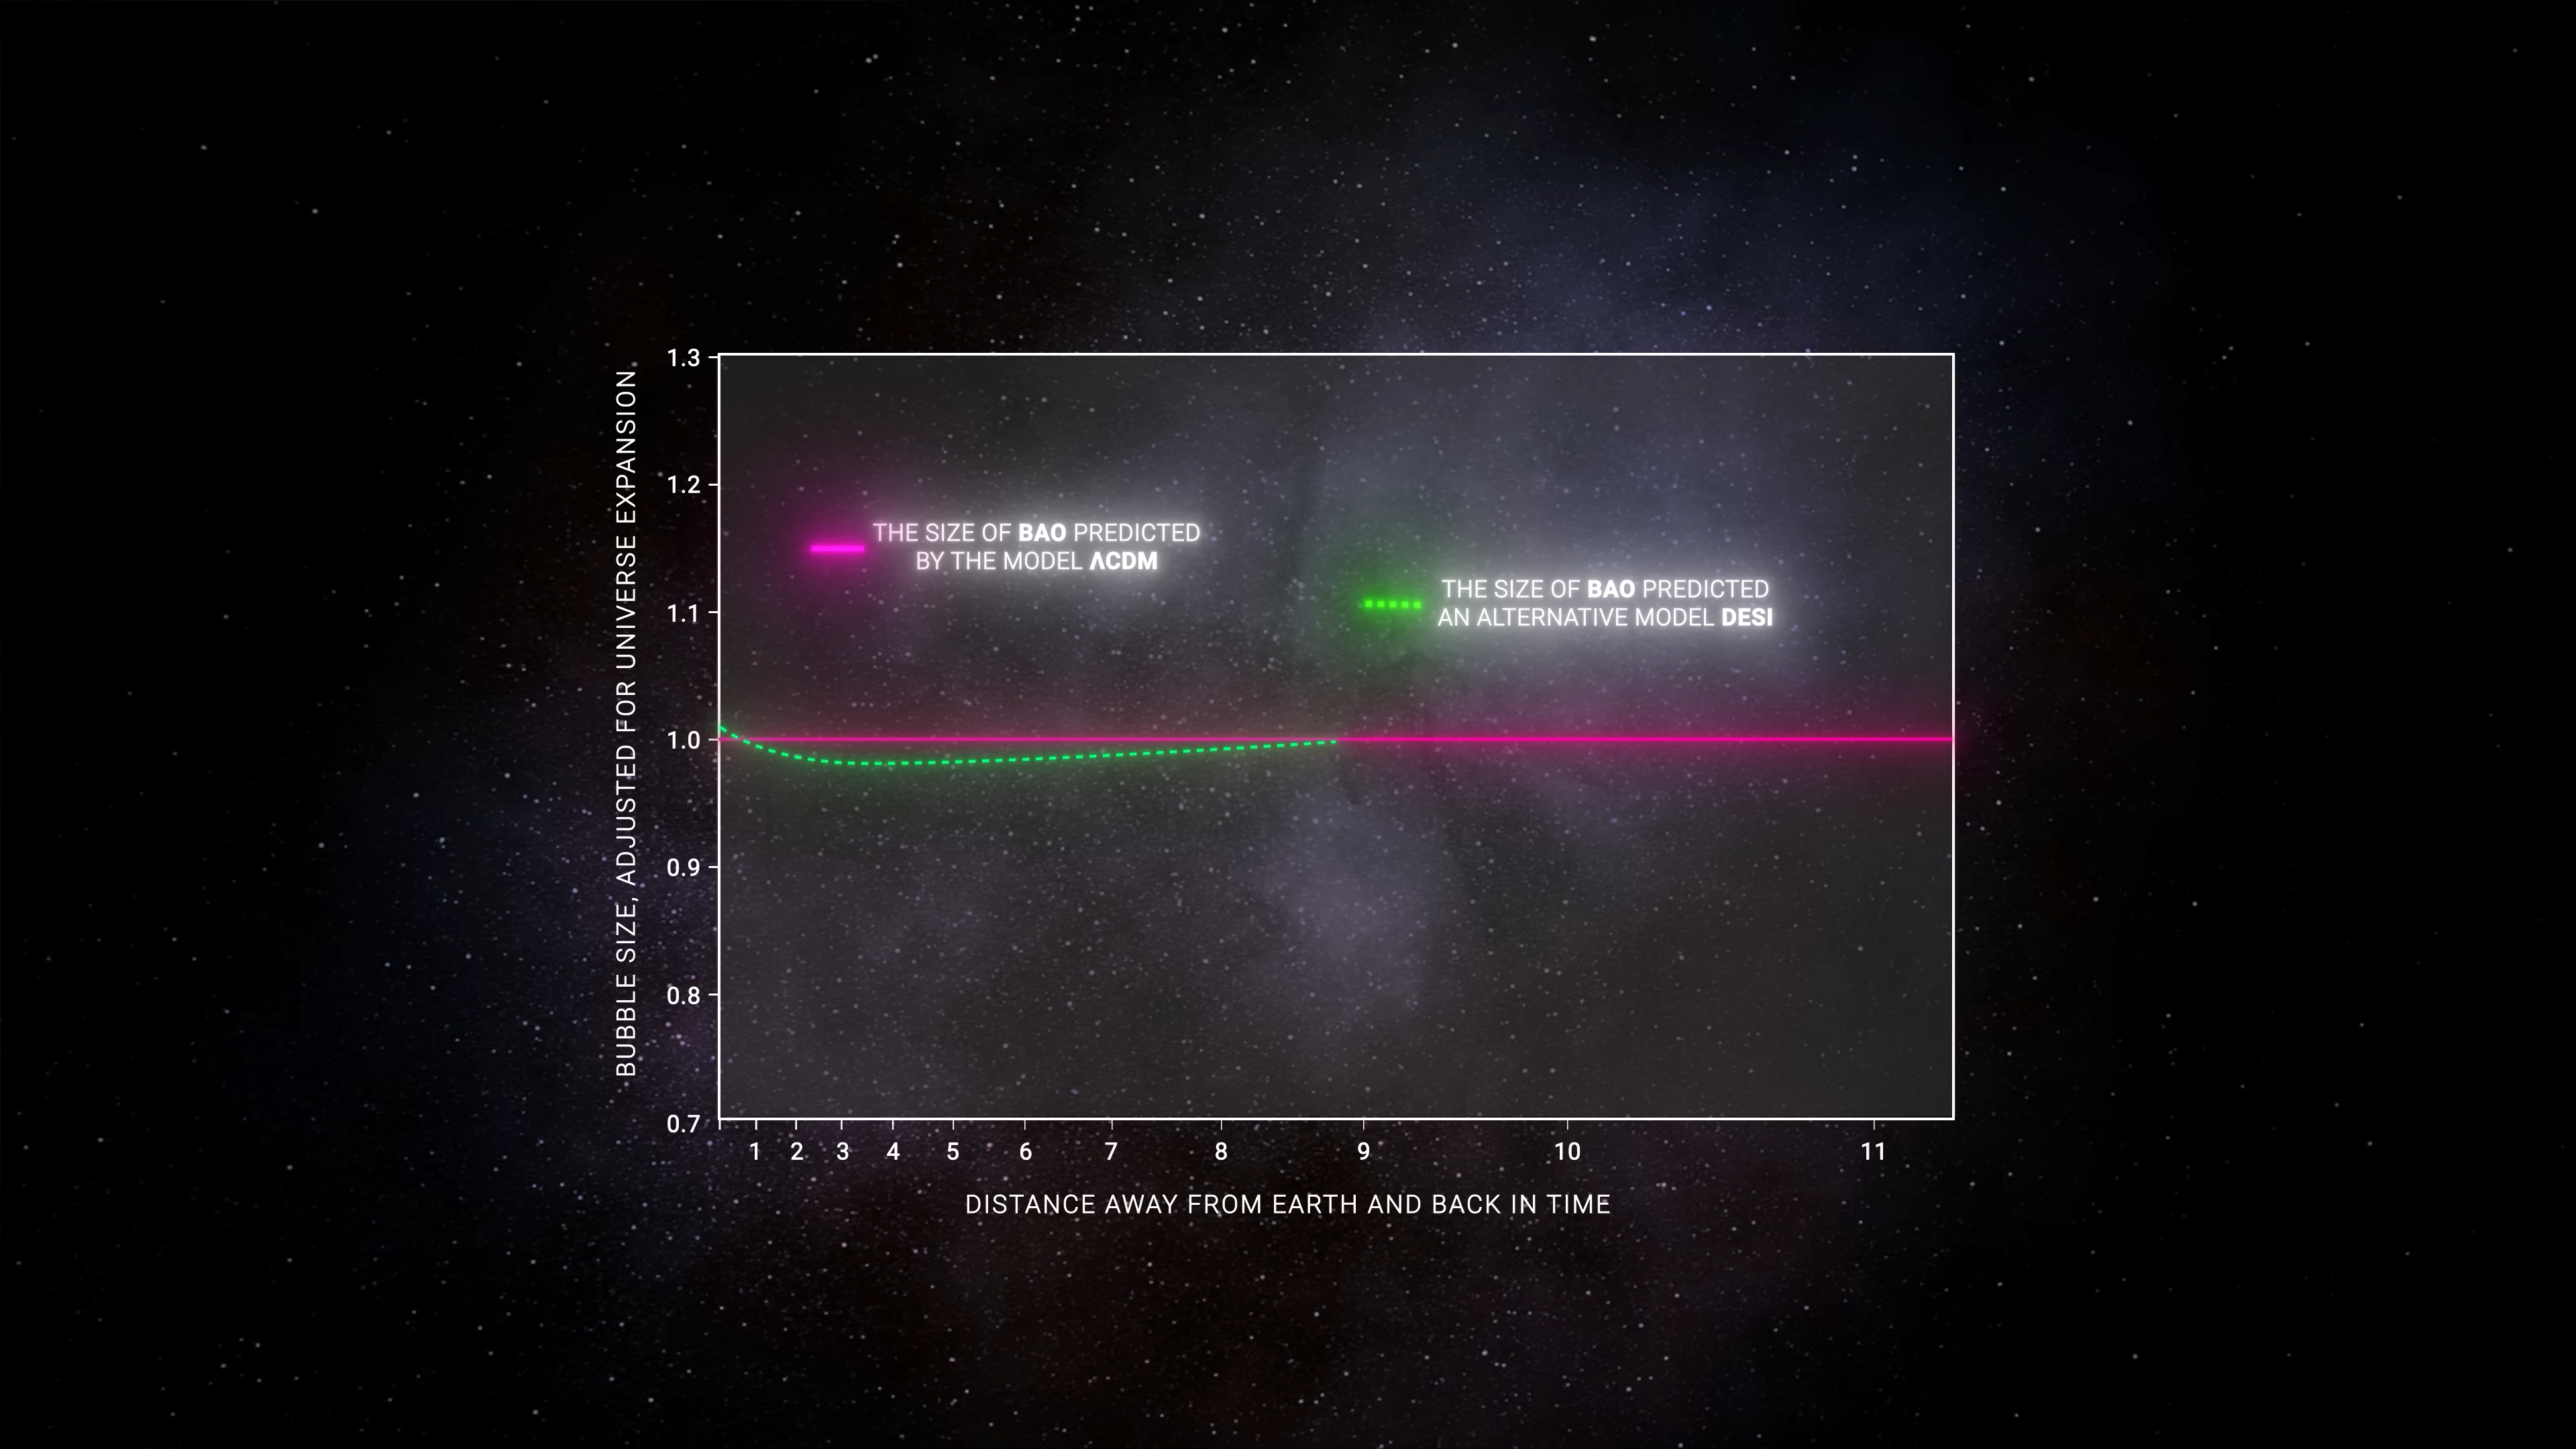 1.3
1.2
1.1
1.0
0.9
0.8
0.7
BUBBLE SIZE, ADJUSTED FOR UNIVERSE EXPANSION
THE SIZE OF BAO PREDICTED
BY THE MODEL ΛCDM
THE SIZE OF BAO PREDICTED
AN ALTERNATIVE MODEL DESI
1 2 3 4 5 6 7 8 9 10 11
DISTANCE AWAY FROM EARTH AND BACK IN TIME